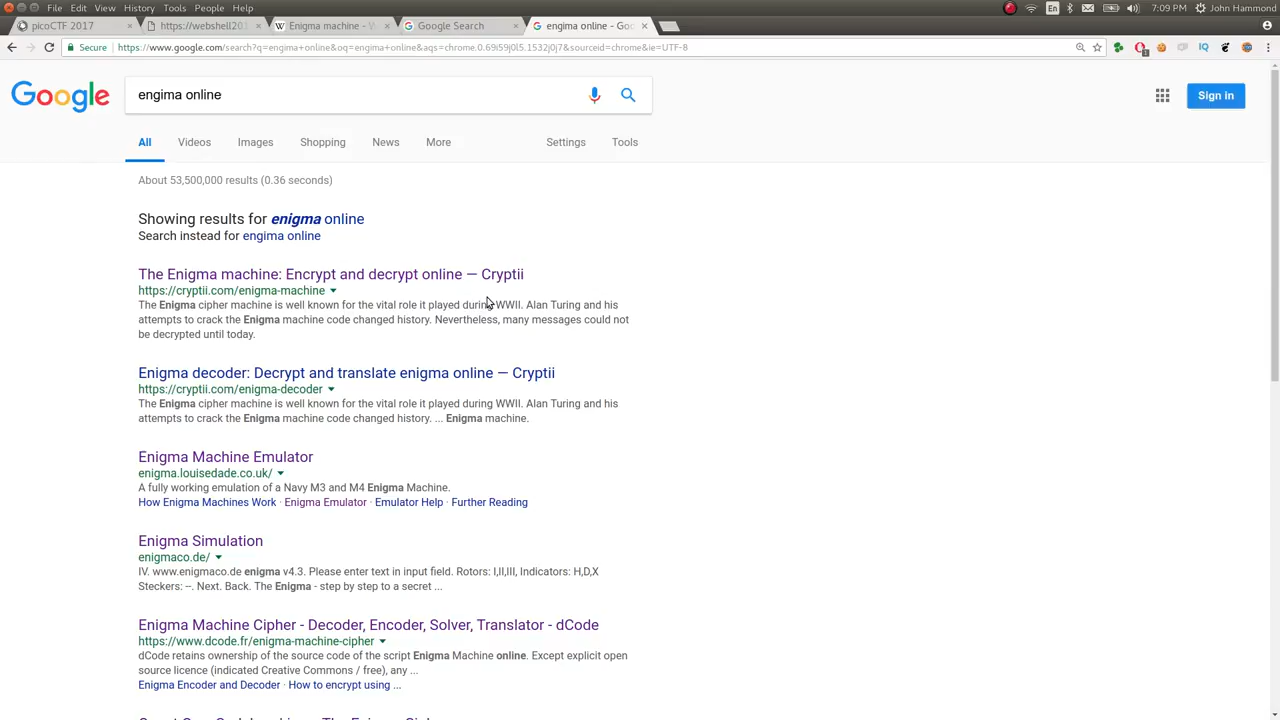 File Edit View History Tools People Help
En 7:09 PM John Hammond
picoCTF 2017 × https://webshell201 × Enigma machine - W × Google Search × engima online - Goo ×
Secure https://www.google.com/search?q=engima+online&oq=engima+online&aqs=chrome.0.69i59j0l5.1532j0j7&sourceid=chrome&ie=UTF-8
Google engima online Sign in
All Videos Images Shopping News More Settings Tools
About 53,500,000 results (0.36 seconds)
Showing results for enigma online
Search instead for engima online
The Enigma machine: Encrypt and decrypt online — Cryptii
https://cryptii.com/enigma-machine
The Enigma cipher machine is well known for the vital role it played during WWII. Alan Turing and his
attempts to crack the Enigma machine code changed history. Nevertheless, many messages could not
be decrypted until today.
Enigma decoder: Decrypt and translate enigma online — Cryptii
https://cryptii.com/enigma-decoder
The Enigma cipher machine is well known for the vital role it played during WWII. Alan Turing and his
attempts to crack the Enigma machine code changed history. ... Enigma machine.
Enigma Machine Emulator
enigma.louisedade.co.uk/
A fully working emulation of a Navy M3 and M4 Enigma Machine.
How Enigma Machines Work · Enigma Emulator · Emulator Help · Further Reading
Enigma Simulation
enigmaco.de/
IV. www.enigmaco.de enigma v4.3. Please enter text in input field. Rotors: I,II,III, Indicators: H,D,X
Steckers: --. Next. Back. The Enigma - step by step to a secret ...
Enigma Machine Cipher - Decoder, Encoder, Solver, Translator - dCode
https://www.dcode.fr/enigma-machine-cipher
dCode retains ownership of the source code of the script Enigma Machine online. Except explicit open
source licence (indicated Creative Commons / free), any ...
Enigma Encoder and Decoder · How to encrypt using ...